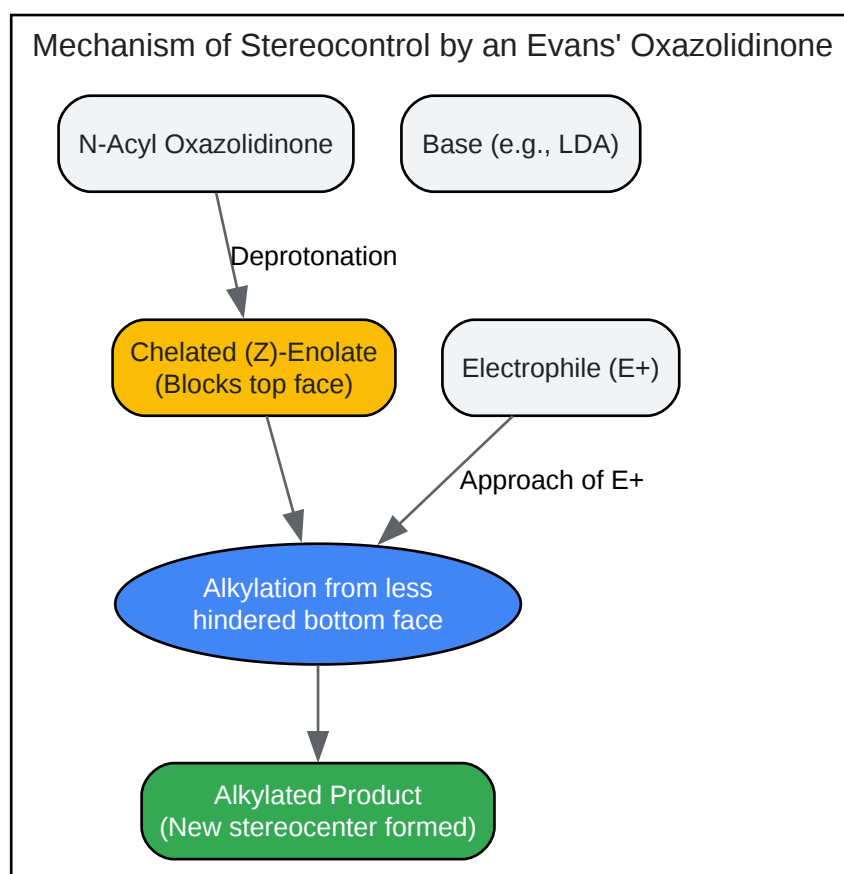 Mechanism of Stereocontrol by an Evans' Oxazolidinone
N-Acyl Oxazolidinone
Base (e.g., LDA)
Deprotonation
Chelated (Z)-Enolate
(Blocks top face)
Electrophile (E+)
Approach of E+
Alkylation from less
hindered bottom face
Alkylated Product
(New stereocenter formed)